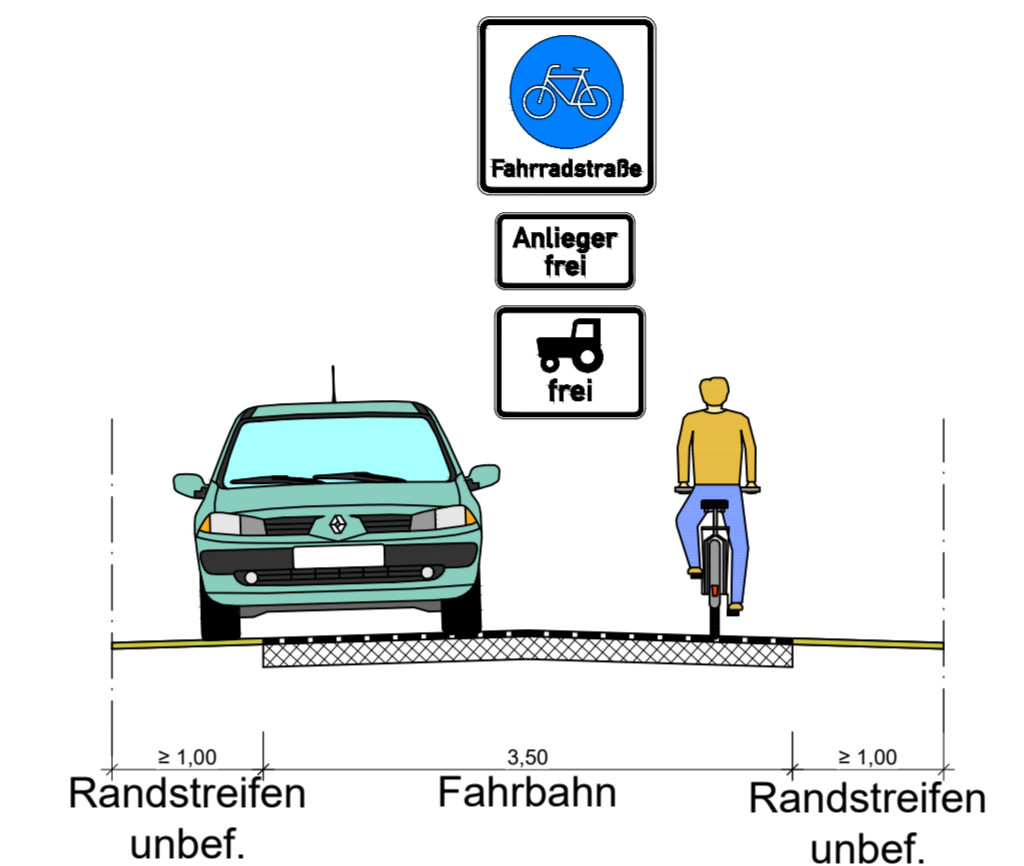 Fahrradstraße
Anlieger
frei
frei
≥ 1,00
3,50
≥ 1,00
Randstreifen
unbef.
Fahrbahn
Randstreifen
unbef.